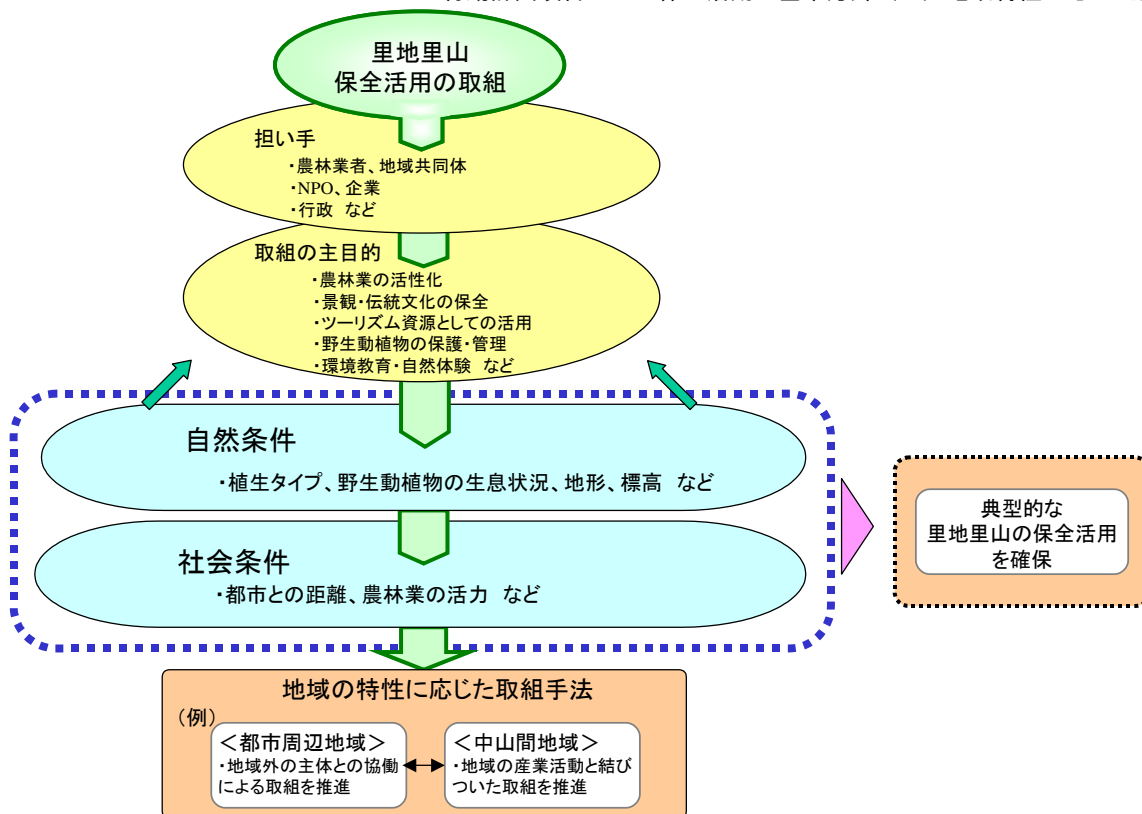 里地里山
保全活用の取組
担い手
・農林業者、地域共同体
・NPO、企業
・行政 など
取組の主目的
・農林業の活性化
・景観・伝統文化の保全
・ツーリズム資源としての活用
・野生動植物の保護・管理
・環境教育・自然体験 など
自然条件
・植生タイプ、野生動植物の生息状況、地形、標高 など
社会条件
・都市との距離、農林業の活力 など
典型的な
里地里山の保全活用
を確保
地域の特性に応じた取組手法
(例)
＜都市周辺地域＞
・地域外の主体との協働
による取組を推進
＜中山間地域＞
・地域の産業活動と結び
ついた取組を推進